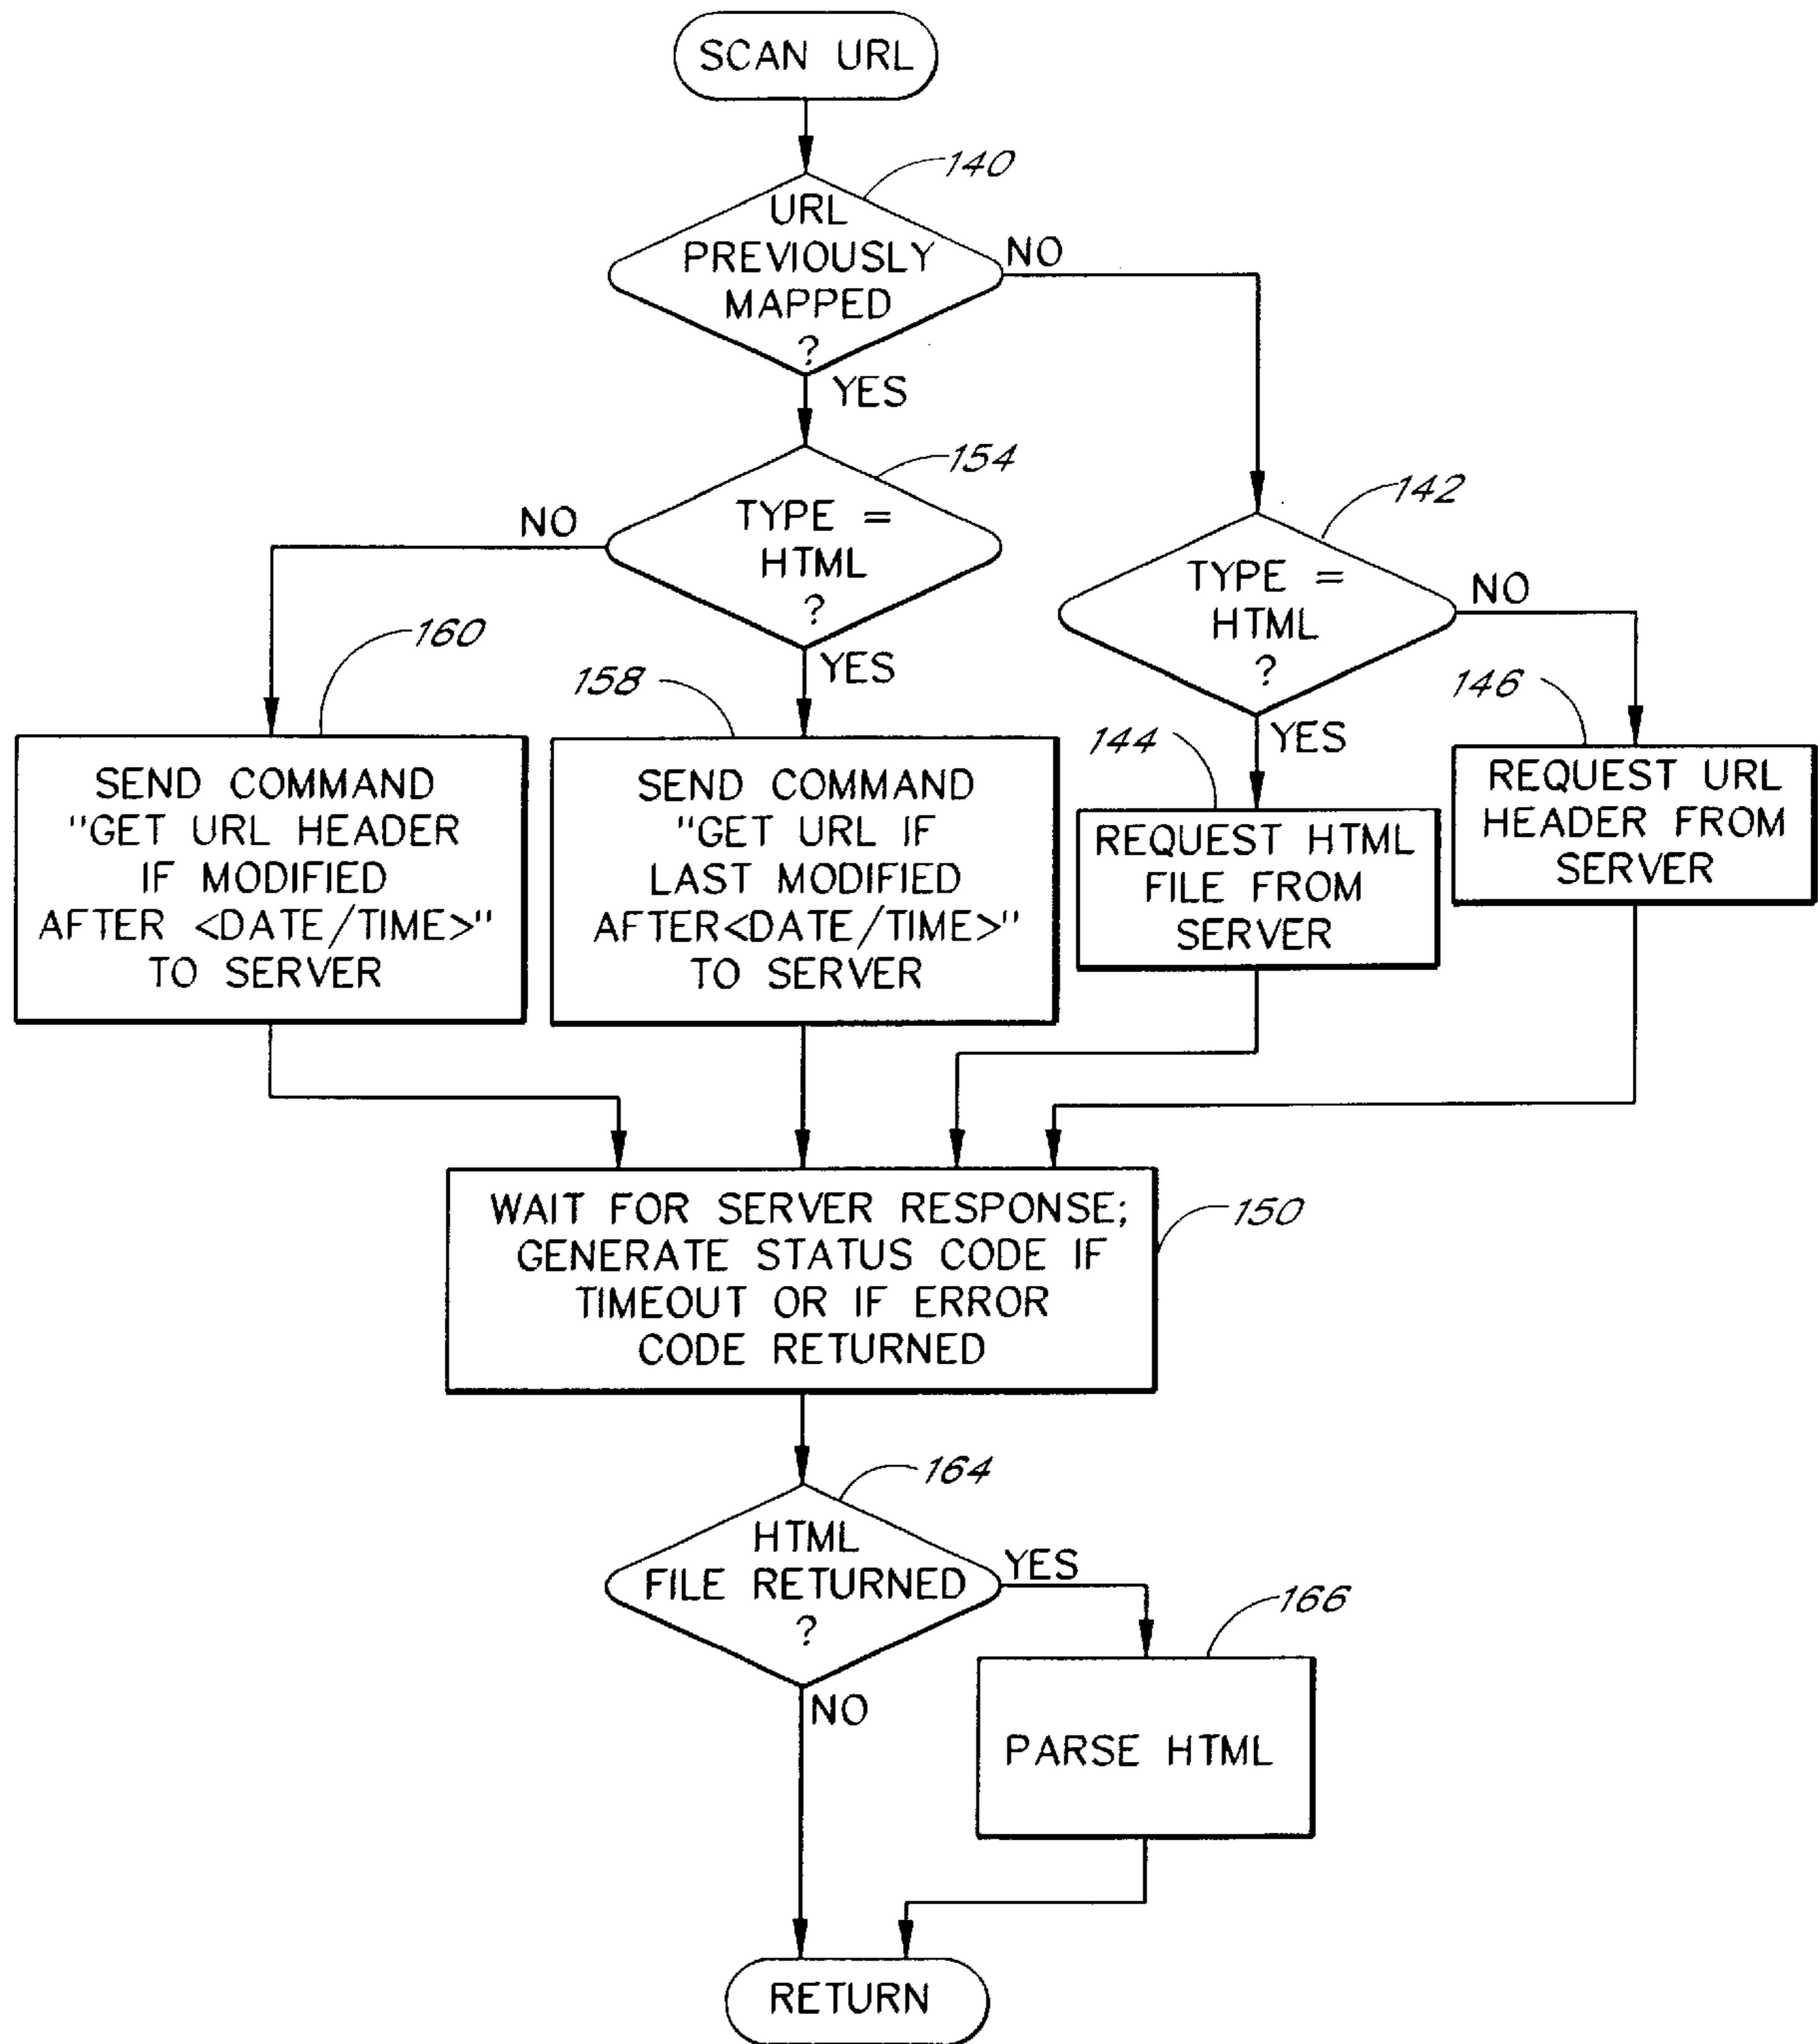 SCAN URL
140
URL
PREVIOUSLY
MAPPED
?
NO
YES
154
TYPE =
HTML
?
NO
YES
142
TYPE =
HTML
?
NO
YES
160
SEND COMMAND
"GET URL HEADER
IF MODIFIED
AFTER <DATE/TIME>"
TO SERVER
158
SEND COMMAND
"GET URL IF
LAST MODIFIED
AFTER<DATE/TIME>"
TO SERVER
144
REQUEST HTML
FILE FROM
SERVER
146
REQUEST URL
HEADER FROM
SERVER
WAIT FOR SERVER RESPONSE;
GENERATE STATUS CODE IF
TIMEOUT OR IF ERROR
CODE RETURNED
150
164
HTML
FILE RETURNED
?
YES
NO
166
PARSE HTML
RETURN